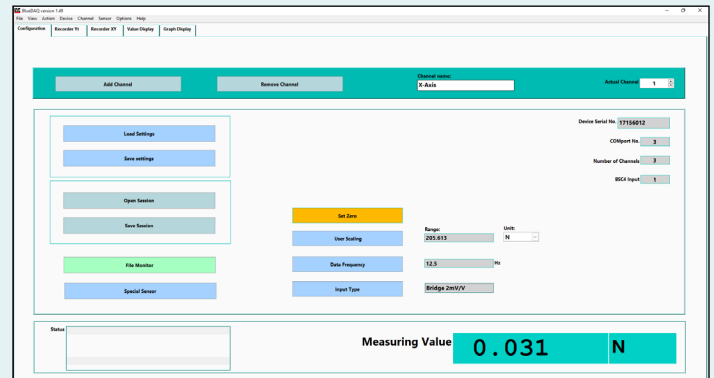 BlueDAQ version 1.49
File View Action Device Channel Sensor Options Help
Configuration Recorder Yt Recorder XY Value Display Graph Display
Channel name:
Add Channel Remove Channel X-Axis Actual Channel 1
Device Serial No. 17156012
Load Settings
COMport No. 3
Save settings
Number of Channels 3
BSC4 Input 1
Open Session
Set Zero
Save Session
Range: Unit:
User Scaling 205.613 N
File Monitor Data Frequency 12.5 Hz
Special Sensor Input Type Bridge 2mV/V
Status
Measuring Value 0.031 N